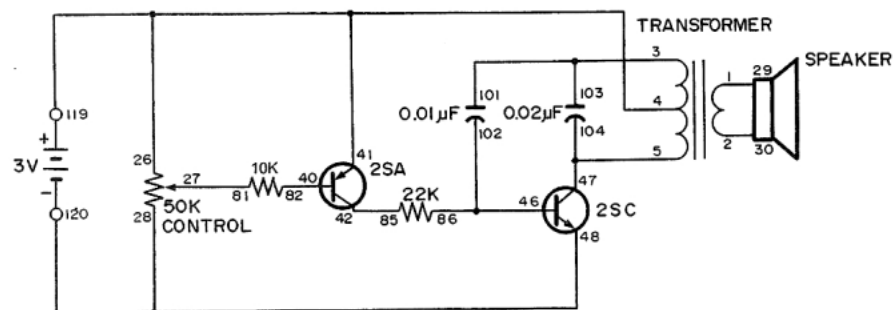 TRANSFORMER
SPEAKER
3
1
29
4
2
30
5
101
0.01µF
102
103
0.02µF
104
119
+
3V
-
120
26
27
28
50K
CONTROL
10K
81
82
40
41
2SA
42
22K
85
86
46
47
2SC
48